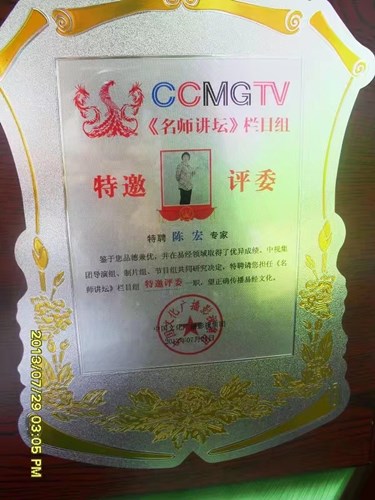 CCMGTV
《名师讲坛》栏目组
特邀 评委
特聘 陈宏 专家
鉴于您品德兼优，并在易经领域取得了优异成绩，中视集
团导演组、制片组、节目组共同研究决定，特聘请您担任《名
师讲坛》栏目组 特邀评委 一职，望正确传播易经文化。
2013/07/29 03:05 PM